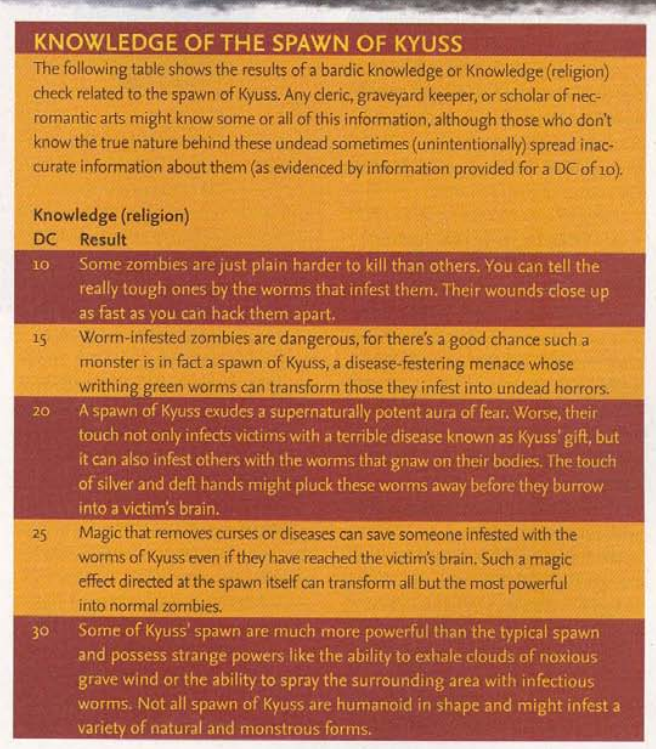 KNOWLEDGE OF THE SPAWN OF KYUSS
The following table shows the results of a bardic knowledge or Knowledge (religion)
check related to the spawn of Kyuss. Any cleric, graveyard keeper, or scholar of nec-
romantic arts might know some or all of this information, although those who don't
know the true nature behind these undead sometimes (unintentionally) spread inac-
curate information about them (as evidenced by information provided for a DC of 10).
Knowledge (religion)
DC Result
10 Some zombies are just plain harder to kill than others. You can tell the
really tough ones by the worms that infest them. Their wounds close up
as fast as you can hack them apart.
15 Worm-infested zombies are dangerous, for there's a good chance such a
monster is in fact a spawn of Kyuss, a disease-festering menace whose
writhing green worms can transform those they infest into undead horrors.
20 A spawn of Kyuss exudes a supernaturally potent aura of fear. Worse, their
touch not only infects victims with a terrible disease known as Kyuss' gift, but
it can also infest others with the worms that gnaw on their bodies. The touch
of silver and deft hands might pluck these worms away before they burrow
into a victim's brain.
25 Magic that removes curses or diseases can save someone infested with the
worms of Kyuss even if they have reached the victim's brain. Such a magic
effect directed at the spawn itself can transform all but the most powerful
into normal zombies.
30 Some of Kyuss' spawn are much more powerful than the typical spawn
and possess strange powers like the ability to exhale clouds of noxious
grave wind or the ability to spray the surrounding area with infectious
worms. Not all spawn of Kyuss are humanoid in shape and might infest a
variety of natural and monstrous forms.